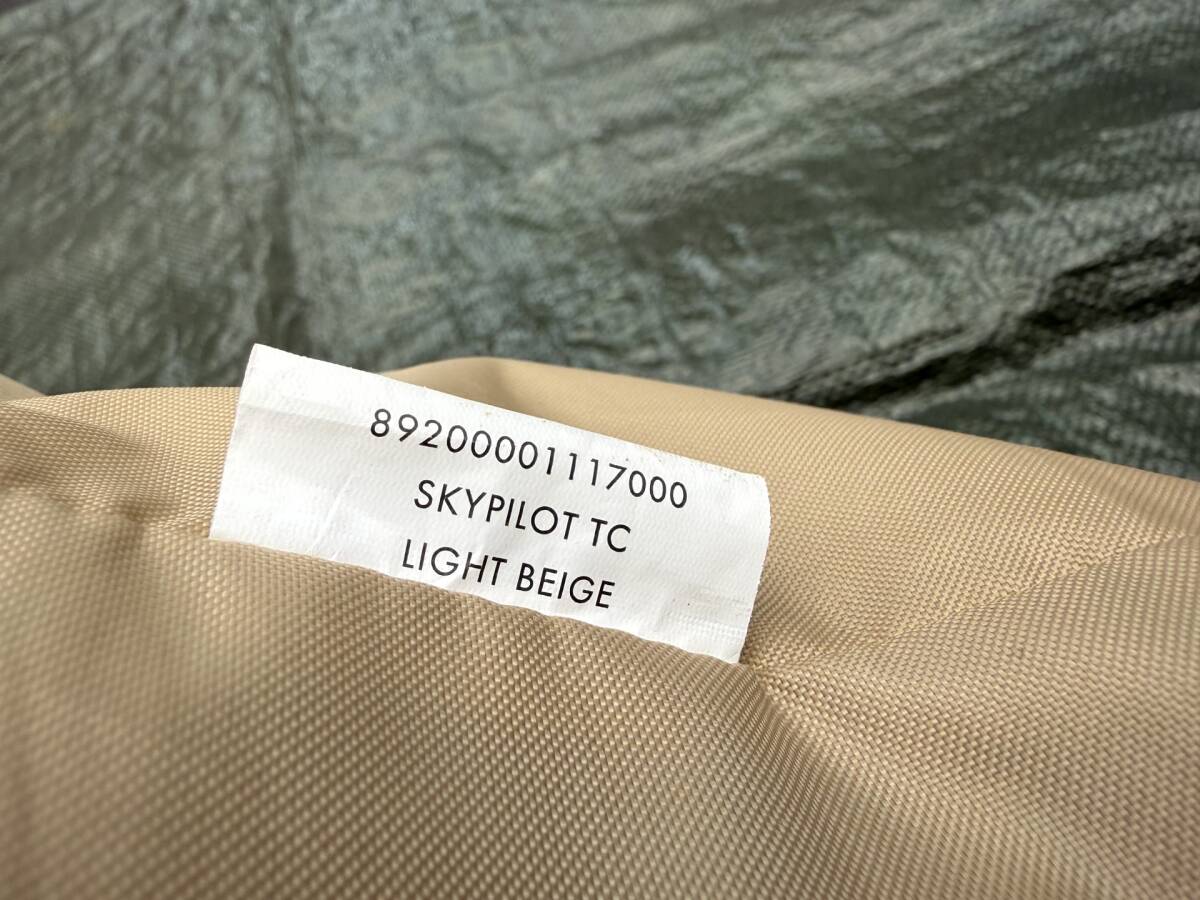 89200001117000
SKYPILOT TC
LIGHT BEIGE